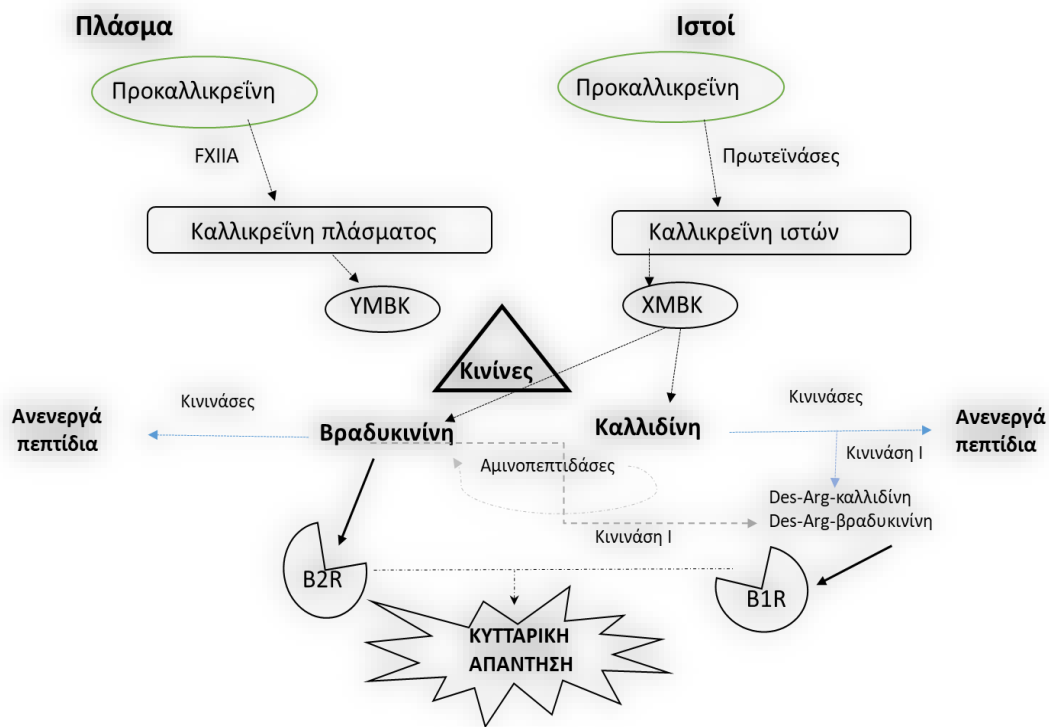 Πλάσμα
Ιστοί
Προκαλλικρεΐνη
Προκαλλικρεΐνη
FXIIA
Πρωτεϊνάσες
Καλλικρεΐνη πλάσματος
Καλλικρεΐνη ιστών
ΥΜΒΚ
ΧΜΒΚ
Κινίνες
Κινινάσες
Κινινάσες
Ανενεργά
πεπτίδια
Βραδυκινίνη
Καλλιδίνη
Ανενεργά
πεπτίδια
Κινινάση Ι
Αμινοπεπτιδάσες
Des-Arg-καλλιδίνη
Des-Arg-βραδυκινίνη
Κινινάση Ι
B2R
B1R
ΚΥΤΤΑΡΙΚΗ
ΑΠΑΝΤΗΣΗ